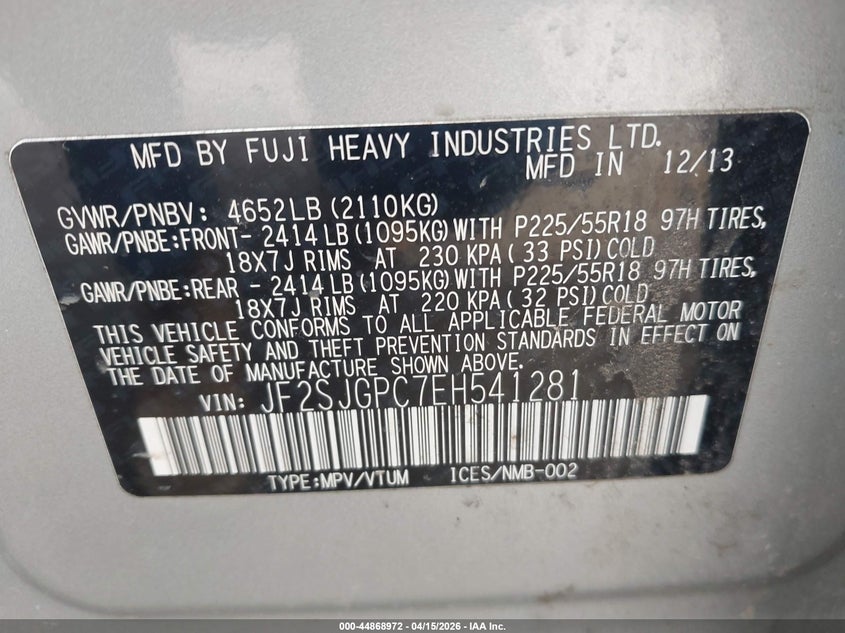 MFD BY FUJI HEAVY INDUSTRIES LTD.
MFD IN 12/13
GVWR/PNBV: 4652LB(2110KG)
GAWR/PNBE:FRONT- 2414LB(1095KG)WITH P225/55R18 97H TIRES,
18X7J RIMS AT 230 KPA(33 PSI)COLD
GAWR/PNBE:REAR - 2414LB(1095KG)WITH P225/55R18 97H TIRES,
18X7J RIMS AT 220 KPA(32 PSI)COLD
THIS VEHICLE CONFORMS TO ALL APPLICABLE FEDERAL MOTOR
VEHICLE SAFETY AND THEFT PREVENTION STANDARDS IN EFFECT ON
THE DATE OF MANUFACTURE SHOWN ABOVE.
VIN: JF2SJGPC7EH541281
TYPE:MPV/VTUM ICES/NMB-002
000-44868972 - 04/15/2026 - IAA Inc.